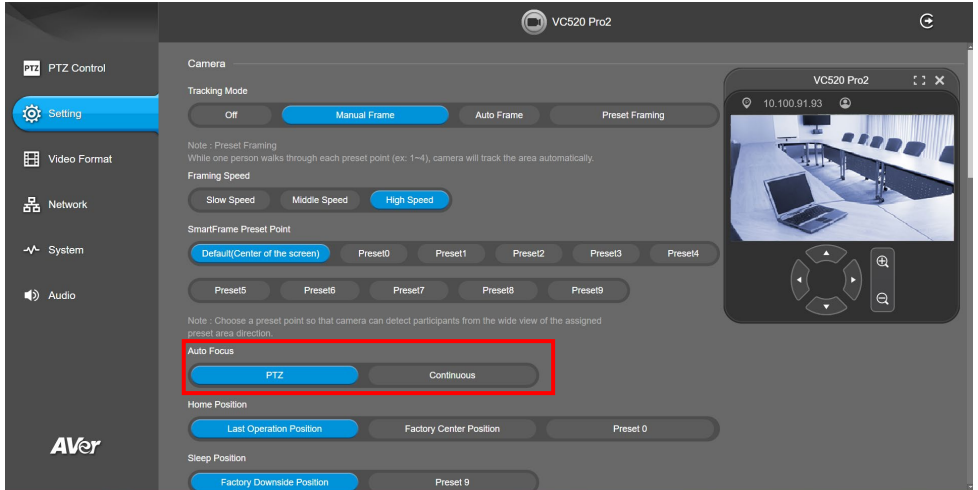 VC520 Pro2
PTZ PTZ Control
Setting
Video Format
Network
System
Audio
AVer
Camera
Tracking Mode
Off Manual Frame Auto Frame Preset Framing
Note : Preset Framing
While one person walks through each preset point (ex: 1~4), camera will track the area automatically.
Framing Speed
Slow Speed Middle Speed High Speed
SmartFrame Preset Point
Default(Center of the screen) Preset0 Preset1 Preset2 Preset3 Preset4
Preset5 Preset6 Preset7 Preset8 Preset9
Note : Choose a preset point so that camera can detect participants from the wide view of the assigned
preset area direction.
Auto Focus
PTZ Continuous
Home Position
Last Operation Position Factory Center Position Preset 0
Sleep Position
Factory Downside Position Preset 9
VC520 Pro2
10.100.91.93